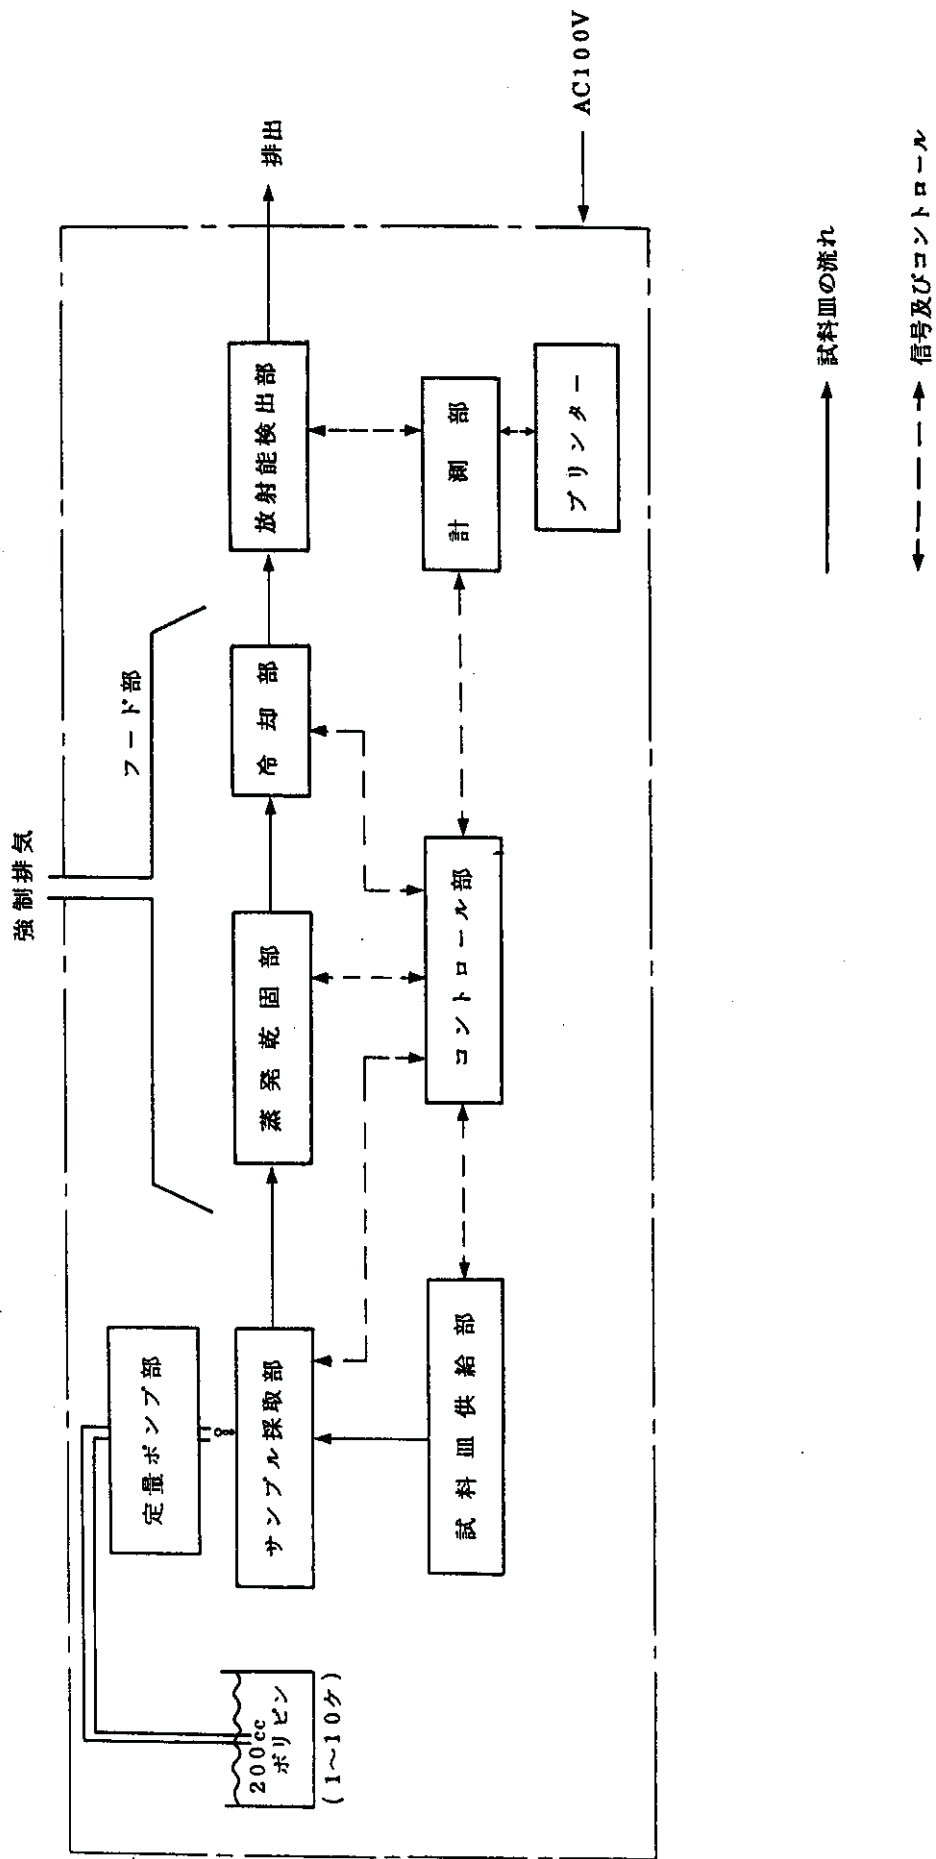 強制排気
フード部
定量ポンプ部
200cc
ポリビン
(1~10ケ)
サンプル採取部
蒸発乾固部
冷却部
放射能検出部
排出
試料皿供給部
コントロール部
計測部
プリンター
AC100V
試料皿の流れ
信号及びコントロール